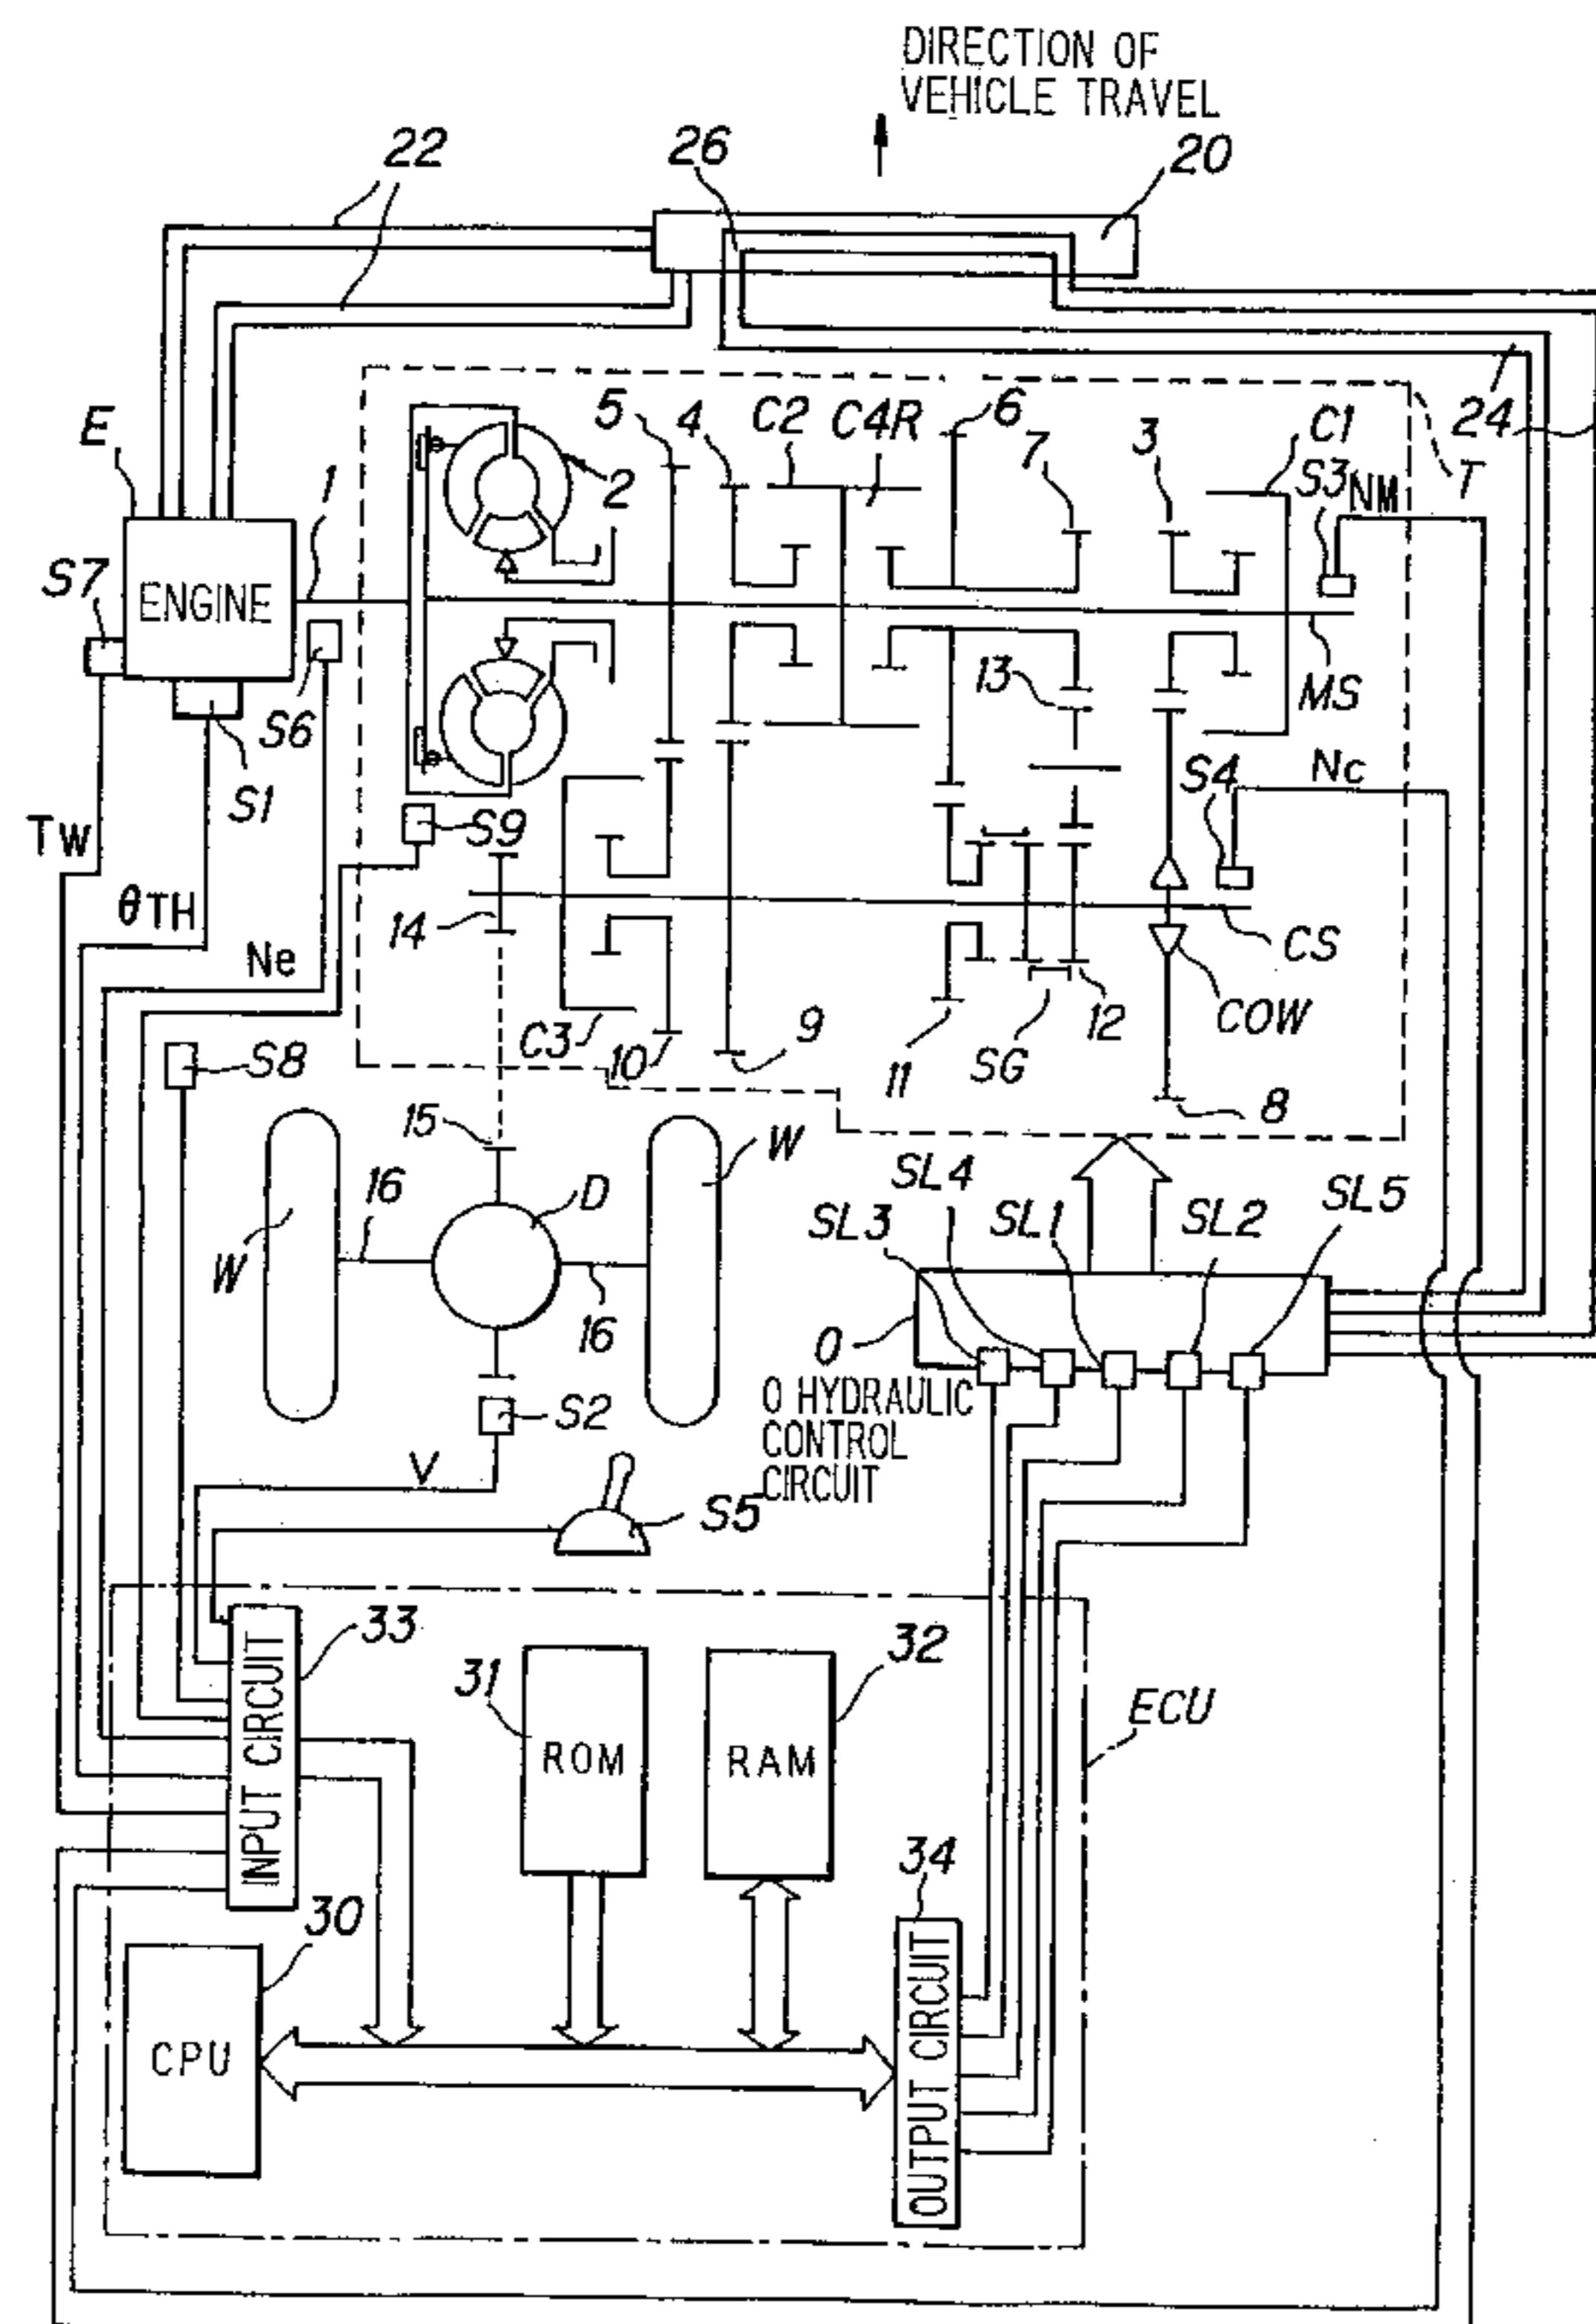 DIRECTION OF
VEHICLE TRAVEL
22
26
20
E
1
5
4
C2
C4R
6
7
3
C1
24
T
2
S3
NM
S7
ENGINE
S6
S1
13
MS
S4
Nc
TW
θTH
Ne
S9
14
C3
10
9
11
SG
12
COW
CS
8
S8
15
W
16
D
W
16
SL3
SL4
SL1
SL2
SL5
O
O HYDRAULIC
CONTROL
CIRCUIT
S2
V
S5
33
INPUT CIRCUIT
31
ROM
32
RAM
ECU
34
OUTPUT CIRCUIT
30
CPU